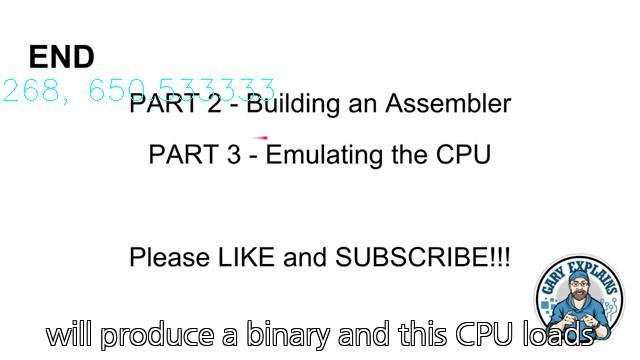 END
268, 650.533333
PART 2 - Building an Assembler
PART 3 - Emulating the CPU
Please LIKE and SUBSCRIBE!!!
GARY EXPLAINS
will produce a binary and this CPU loads